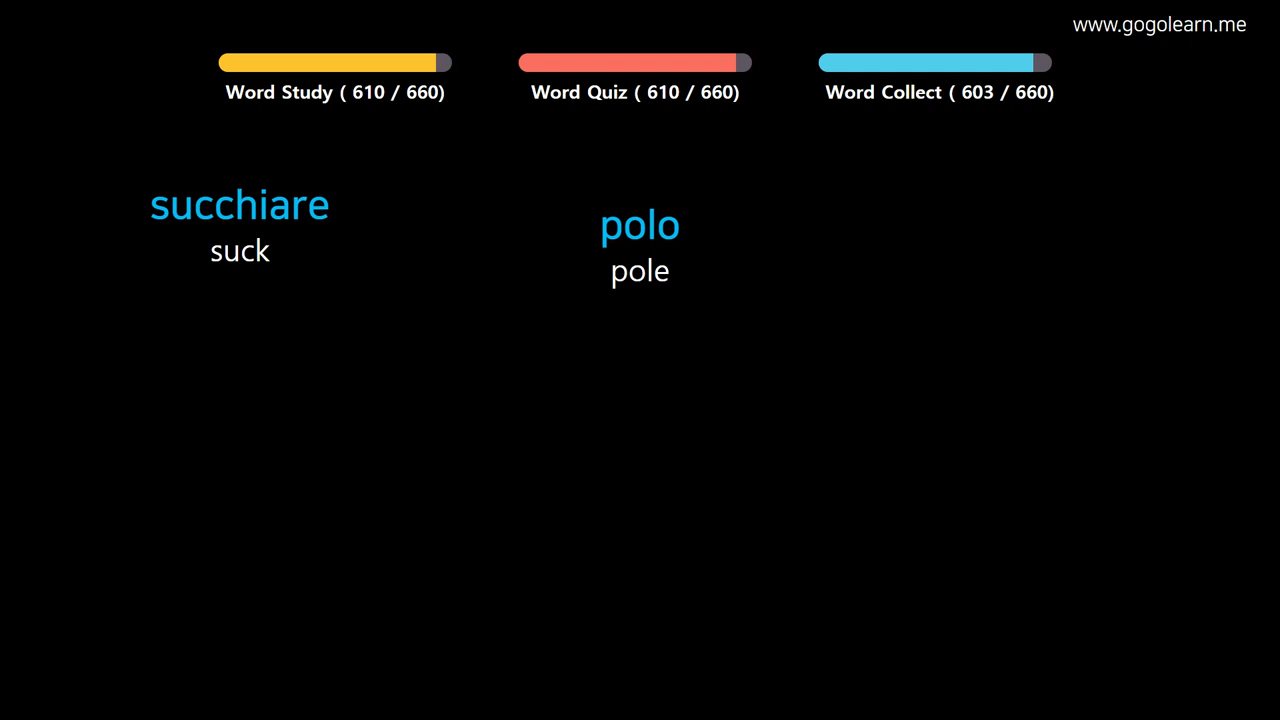 www.gogolearn.me
Word Study ( 610 / 660)
Word Quiz ( 610 / 660)
Word Collect ( 603 / 660)
succhiare
suck
polo
pole